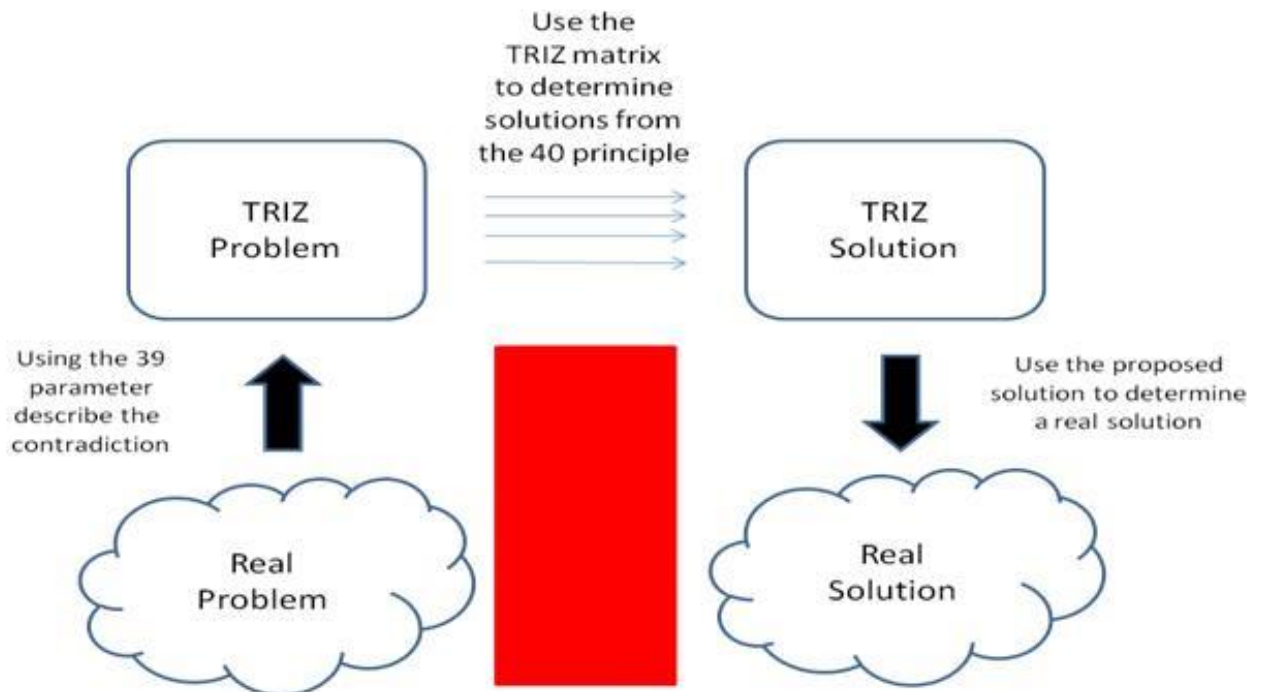 Use the
TRIZ matrix
to determine
solutions from
the 40 principle
TRIZ
Problem
TRIZ
Solution
Using the 39
parameter
describe the
contradiction
Use the proposed
solution to determine
a real solution
Real
Problem
Real
Solution